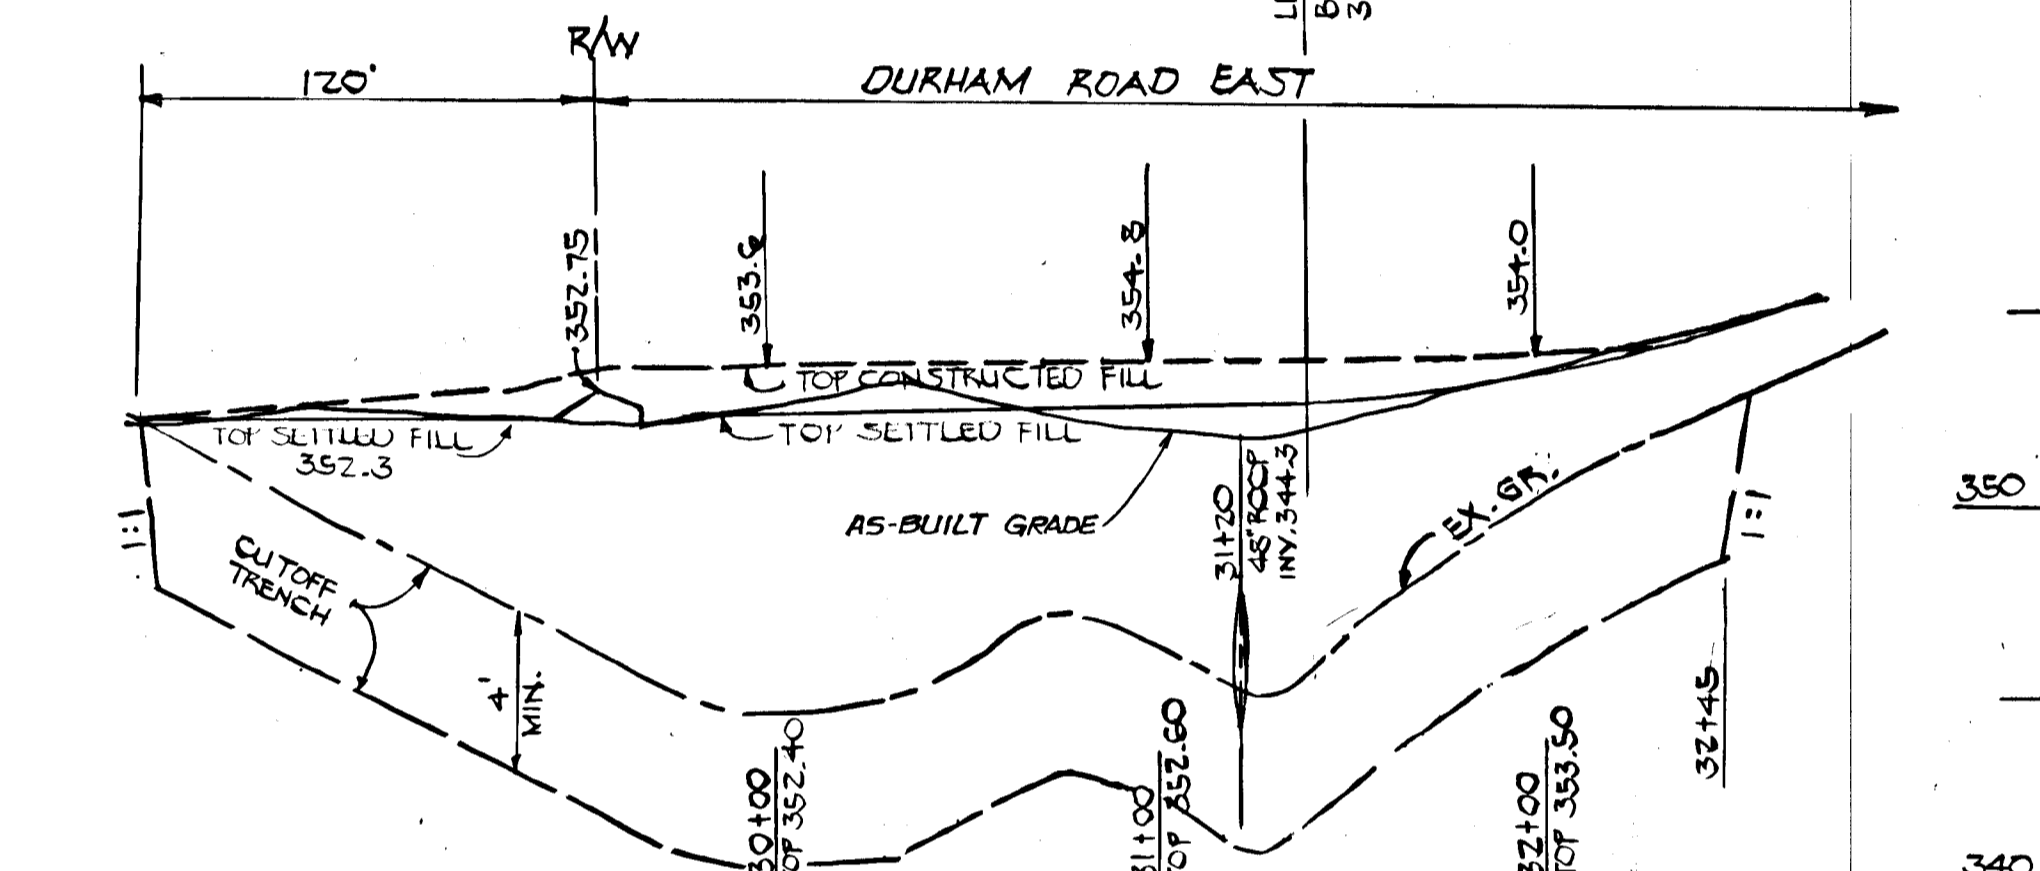 R/W
120'
DURHAM ROAD EAST
352.75
353.6
354.8
354.0
TOP CONSTRUCTED FILL
TOP SETTLED FILL
352.3
TOP SETTLED FILL
AS-BUILT GRADE
31+20
48" RCCP
INV. 344.3
EX. GR.
1:1
1:1
350
CUTOFF
TRENCH
4'
MIN.
30+00
TOP 352.40
31+00
TOP 352.60
32+00
TOP 353.50
32+45
340